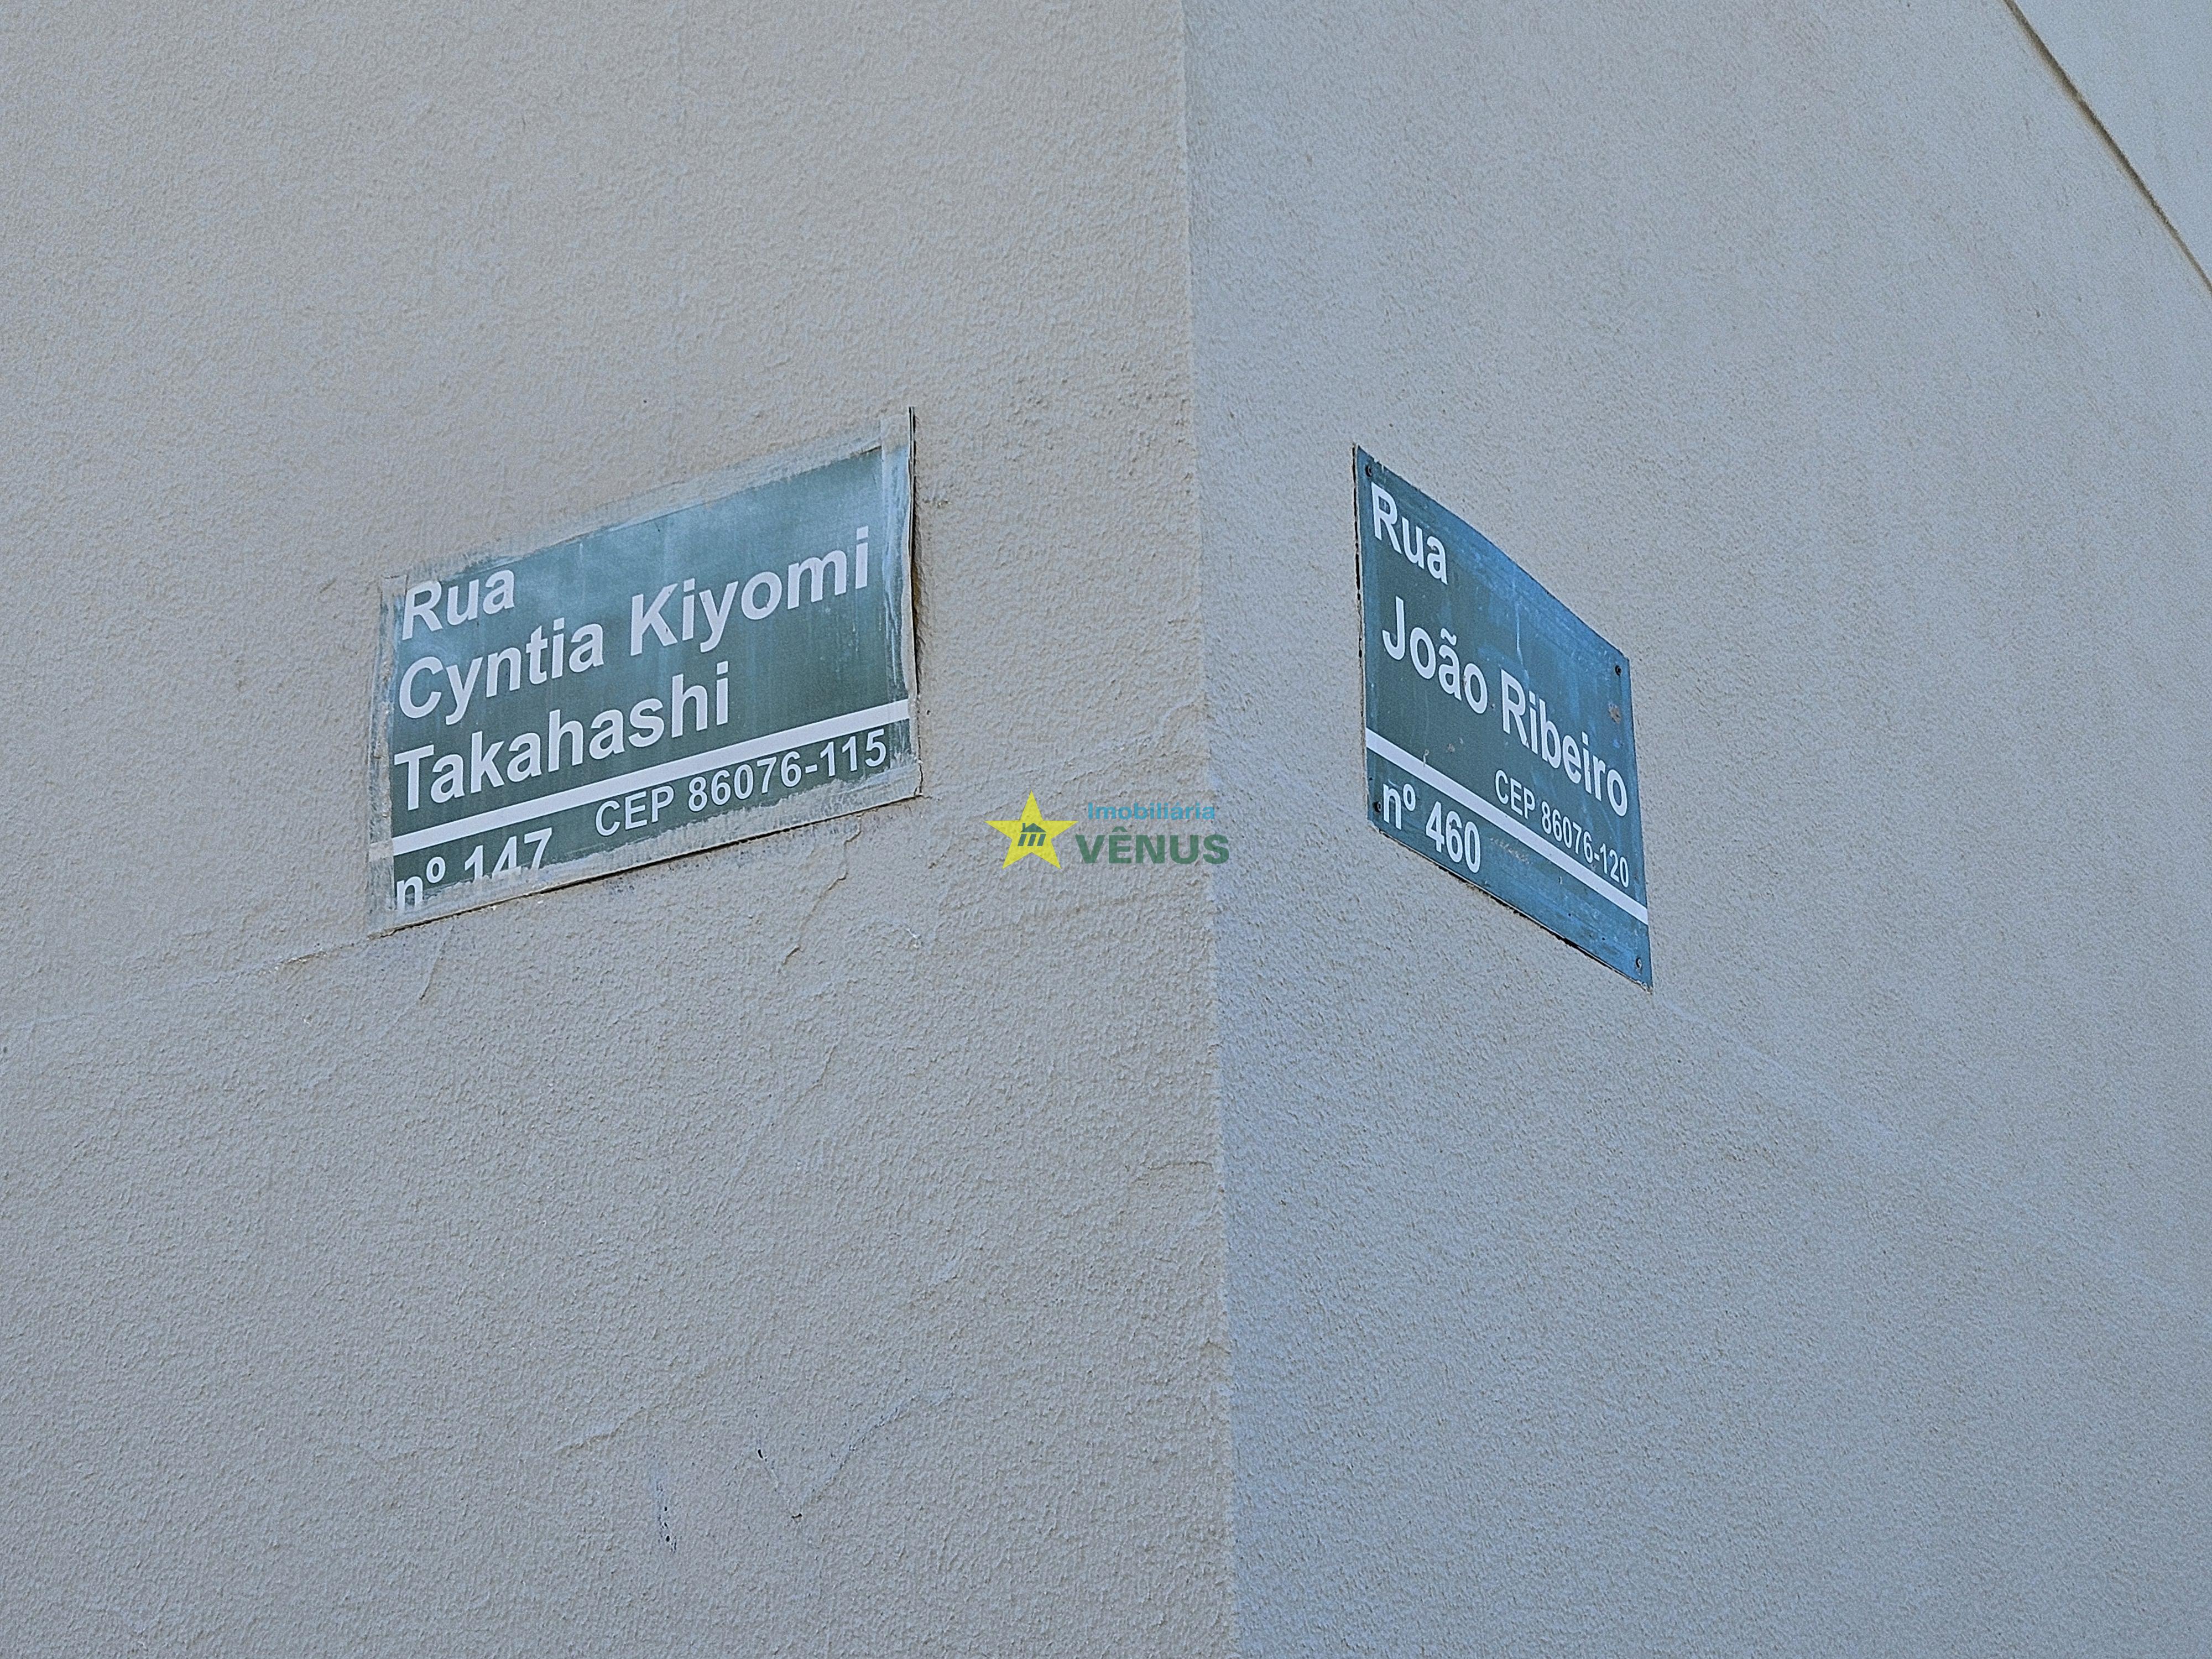 Rua
Cyntia Kiyomi
Takahashi
CEP 86076-115
nº 147
Imobiliária
VÊNUS
Rua
João Ribeiro
CEP 86076-120
nº 460